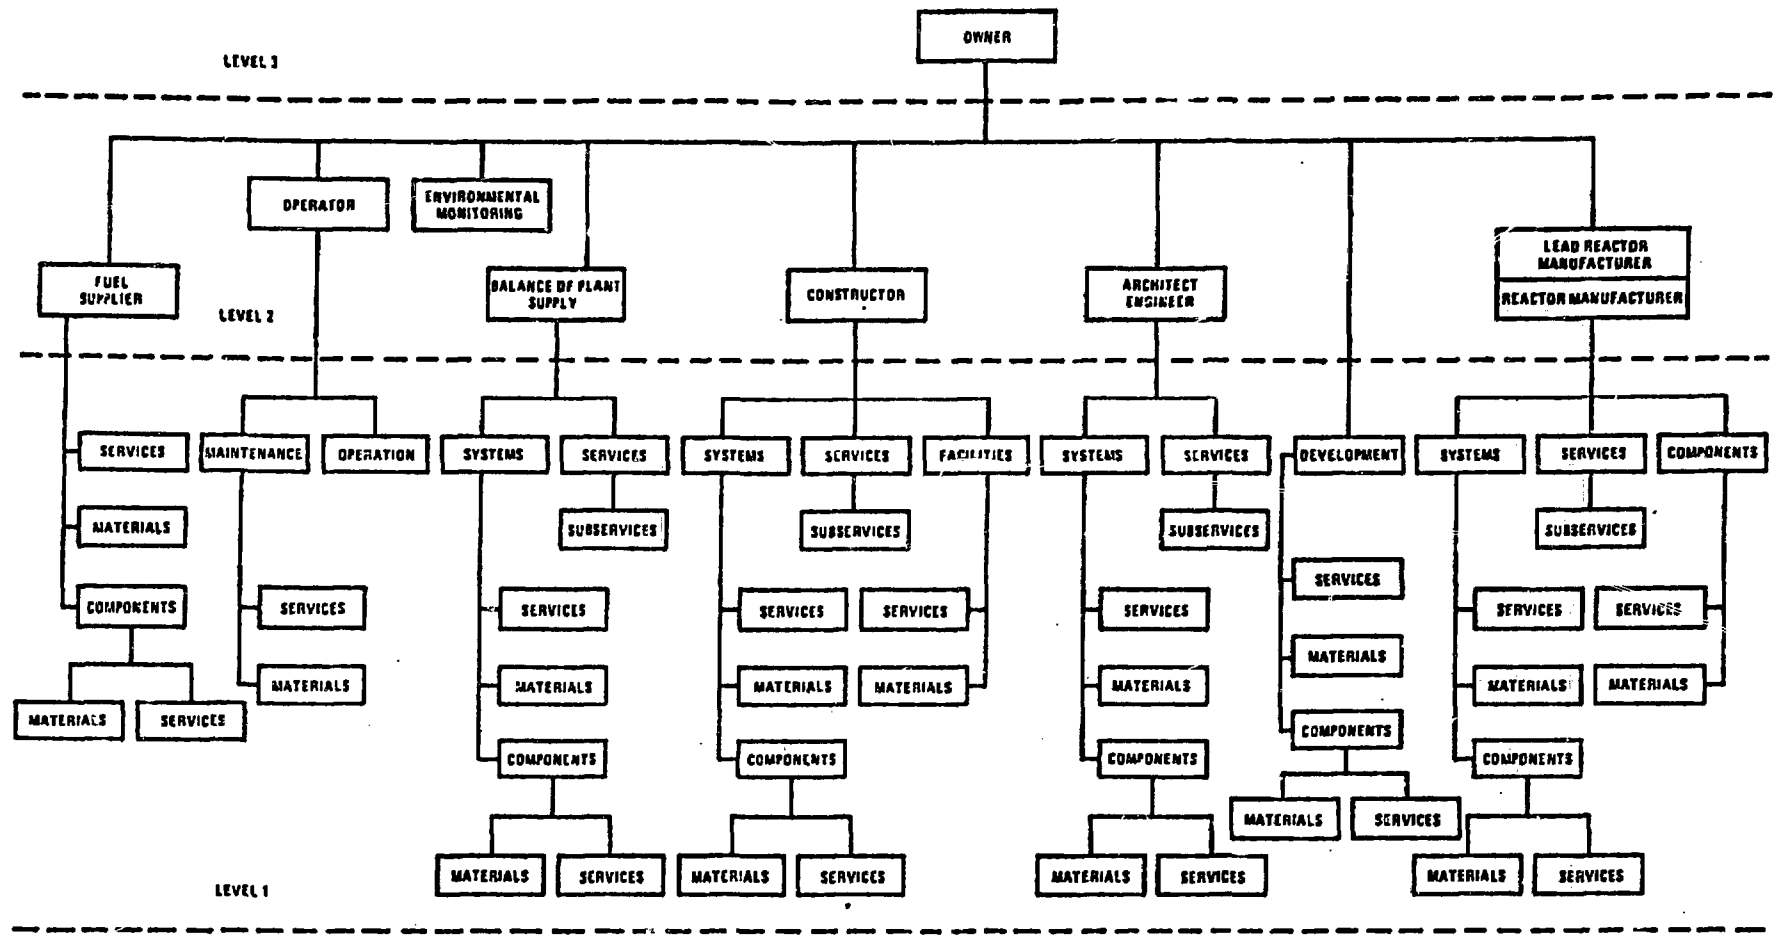 OWNER
LEVEL 3
OPERATOR
ENVIRONMENTAL
MONITORING
LEAD REACTOR
MANUFACTURER
REACTOR MANUFACTURER
FUEL
SUPPLIER
BALANCE OF PLANT
SUPPLY
CONSTRUCTOR
ARCHITECT
ENGINEER
LEVEL 2
SERVICES
MAINTENANCE
OPERATION
SYSTEMS
SERVICES
SYSTEMS
SERVICES
FACILITIES
SYSTEMS
SERVICES
DEVELOPMENT
SYSTEMS
SERVICES
COMPONENTS
MATERIALS
SUBSERVICES
SUBSERVICES
SUBSERVICES
SUBSERVICES
SERVICES
COMPONENTS
SERVICES
SERVICES
SERVICES
SERVICES
SERVICES
SERVICES
SERVICES
MATERIALS
MATERIALS
MATERIALS
MATERIALS
MATERIALS
MATERIALS
MATERIALS
MATERIALS
MATERIALS
SERVICES
COMPONENTS
COMPONENTS
COMPONENTS
COMPONENTS
COMPONENTS
MATERIALS
SERVICES
MATERIALS
SERVICES
MATERIALS
SERVICES
MATERIALS
SERVICES
MATERIALS
SERVICES
LEVEL 1